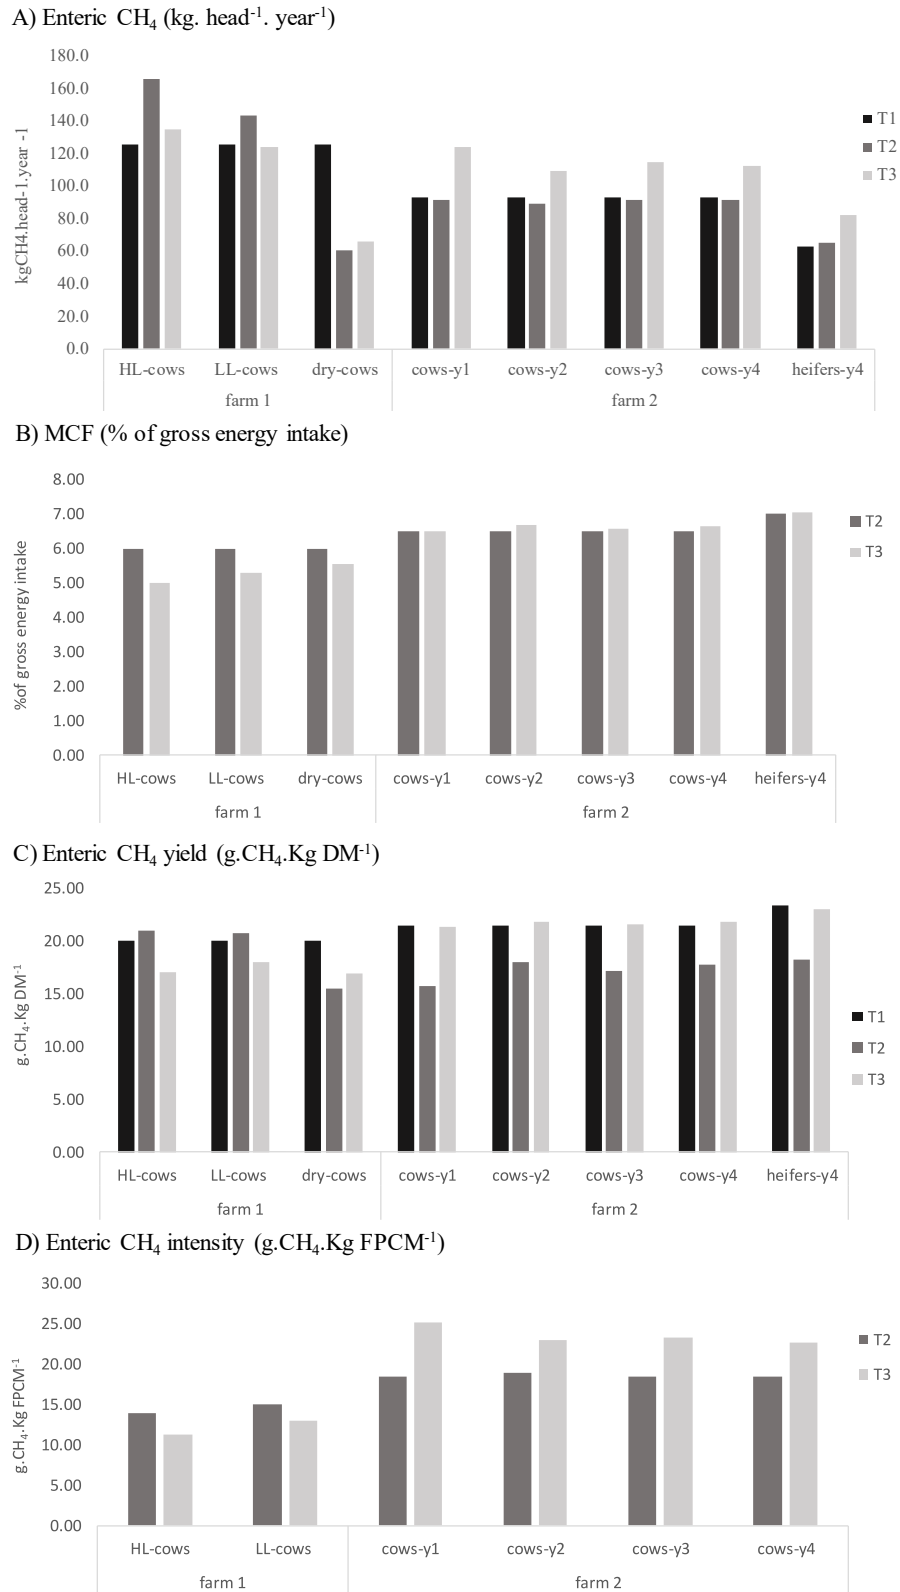 A) Enteric CH₄ (kg. head⁻¹. year⁻¹)
180.0
160.0
140.0
120.0
100.0
80.0
60.0
40.0
20.0
0.0
kgCH4.head-1.year -1
T1
T2
T3
HL-cows LL-cows dry-cows cows-y1 cows-y2 cows-y3 cows-y4 heifers-y4
farm 1 farm 2
B) MCF (% of gross energy intake)
8.00
7.00
6.00
5.00
4.00
3.00
2.00
1.00
0.00
%of gross energy intake
T2
T3
HL-cows LL-cows dry-cows cows-y1 cows-y2 cows-y3 cows-y4 heifers-y4
farm 1 farm 2
C) Enteric CH₄ yield (g.CH₄.Kg DM⁻¹)
25.00
20.00
15.00
10.00
5.00
0.00
g.CH₄.Kg DM⁻¹
T1
T2
T3
HL-cows LL-cows dry-cows cows-y1 cows-y2 cows-y3 cows-y4 heifers-y4
farm 1 farm 2
D) Enteric CH₄ intensity (g.CH₄.Kg FPCM⁻¹)
30.00
25.00
20.00
15.00
10.00
5.00
0.00
g.CH₄.Kg FPCM⁻¹
T2
T3
HL-cows LL-cows cows-y1 cows-y2 cows-y3 cows-y4
farm 1 farm 2